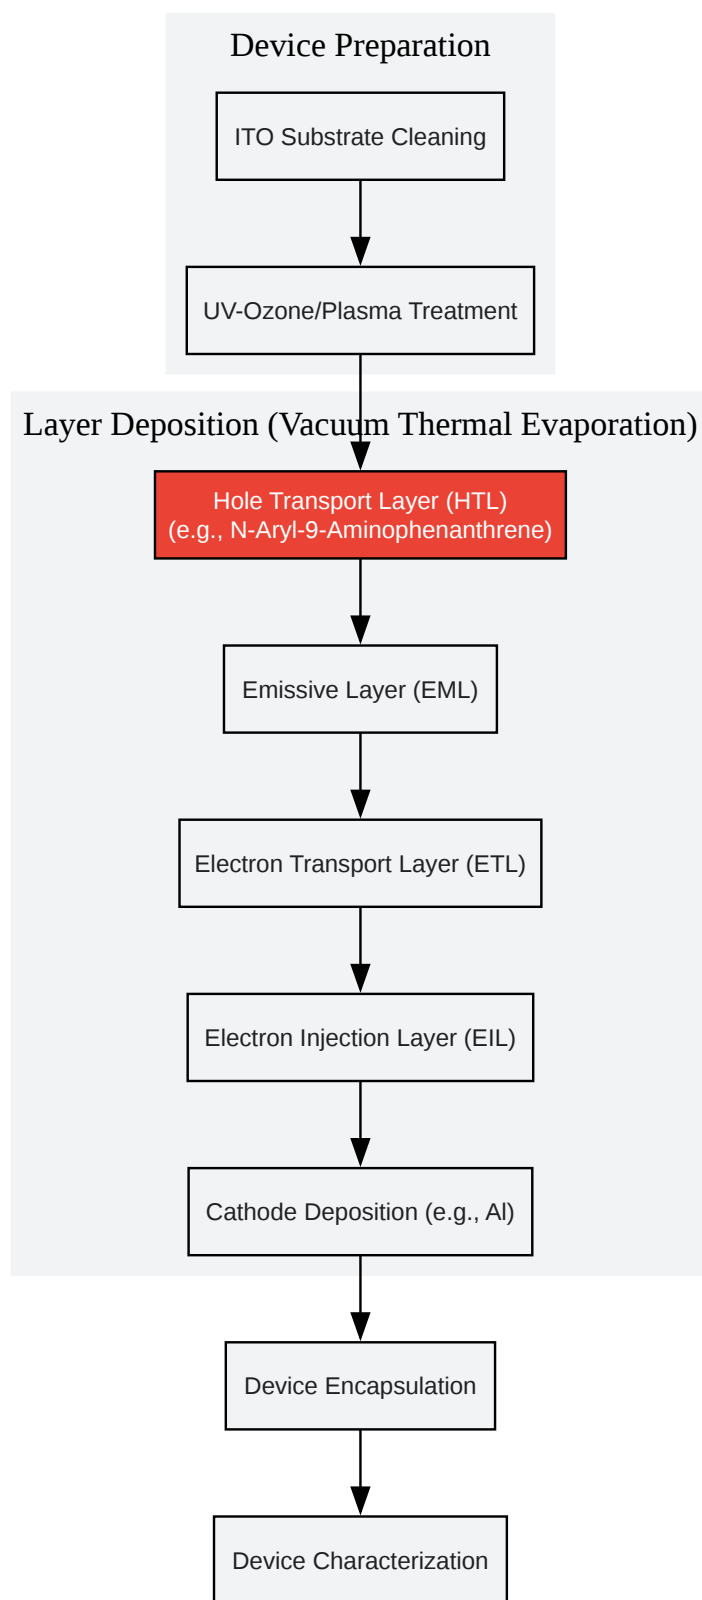 Device Preparation
ITO Substrate Cleaning
UV-Ozone/Plasma Treatment
Layer Deposition (Vacuum Thermal Evaporation)
Hole Transport Layer (HTL)
(e.g., N-Aryl-9-Aminophenanthrene)
Emissive Layer (EML)
Electron Transport Layer (ETL)
Electron Injection Layer (EIL)
Cathode Deposition (e.g., Al)
Device Encapsulation
Device Characterization